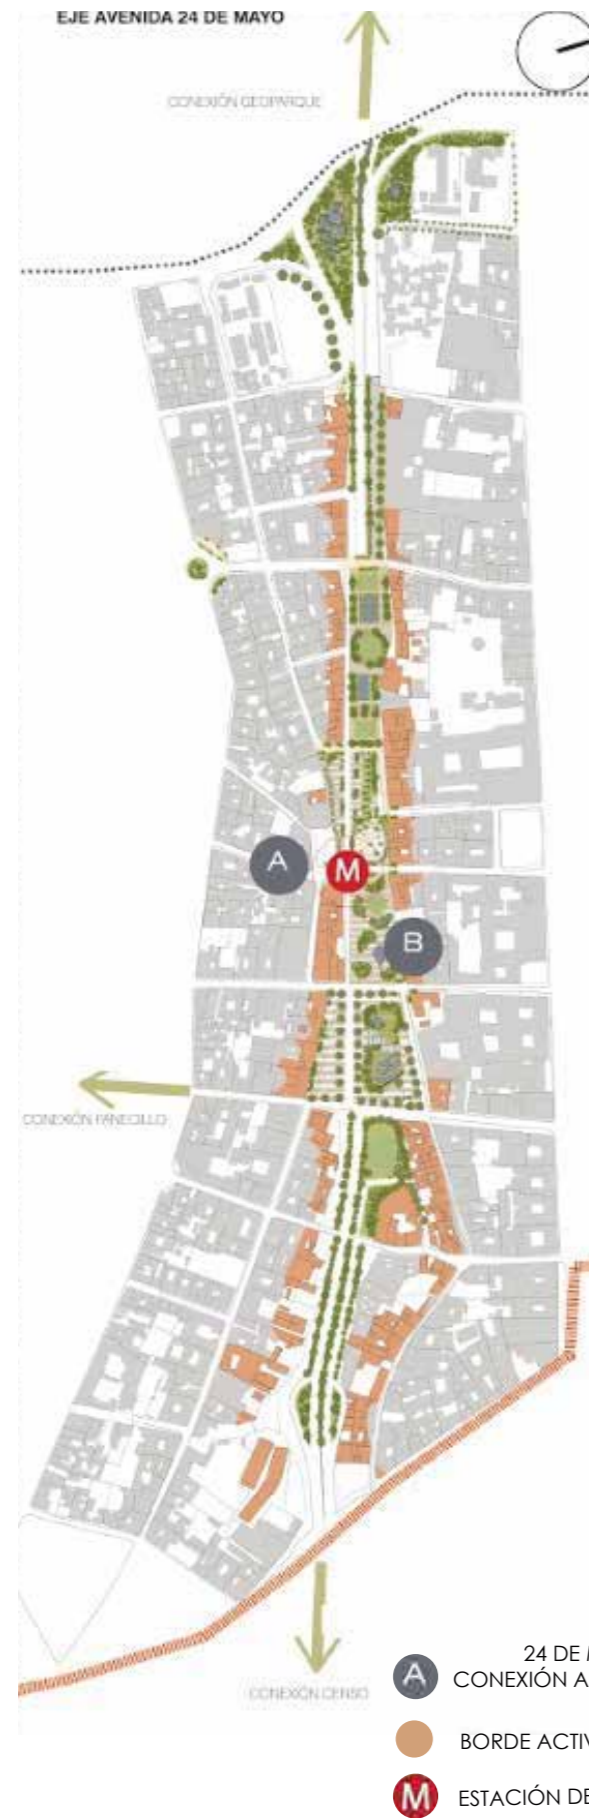 EJE AVENIDA 24 DE MAYO
CONEXIÓN GEOPARQUE
A
M
B
CONEXIÓN PANECILLO
CONEXIÓN CENSO
24 DE
A
CONEXIÓN A
BORDE ACTIV
M
ESTACIÓN DE